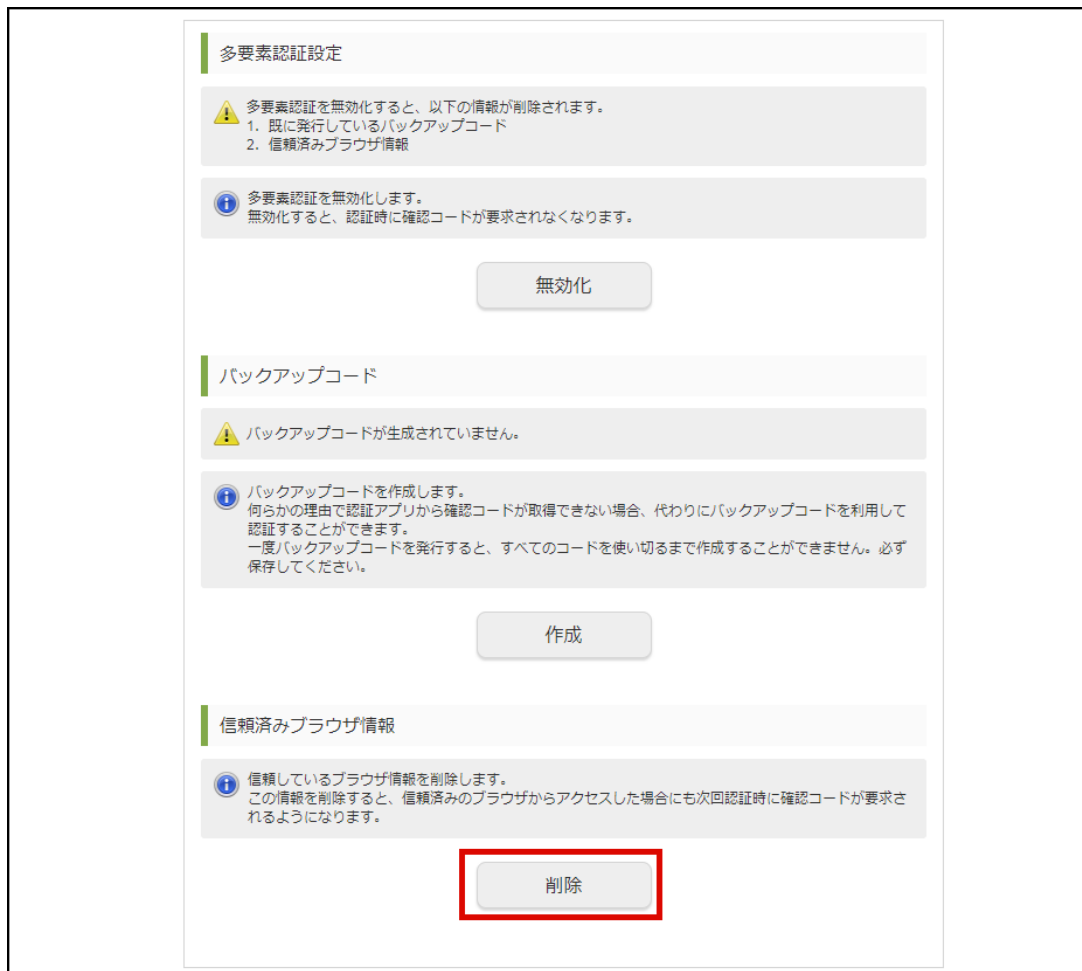 多要素認証設定
多要素認証を無効化すると、以下の情報が削除されます。
1. 既に発行しているバックアップコード
2. 信頼済みブラウザ情報
多要素認証を無効化します。
無効化すると、認証時に確認コードが要求されなくなります。
無効化
バックアップコード
バックアップコードが生成されていません。
バックアップコードを作成します。
何らかの理由で認証アプリから確認コードが取得できない場合、代わりにバックアップコードを利用して
認証することができます。
一度バックアップコードを発行すると、すべてのコードを使い切るまで作成することができません。必ず
保存してください。
作成
信頼済みブラウザ情報
信頼しているブラウザ情報を削除します。
この情報を削除すると、信頼済みのブラウザからアクセスした場合にも次回認証時に確認コードが要求さ
れるようになります。
削除